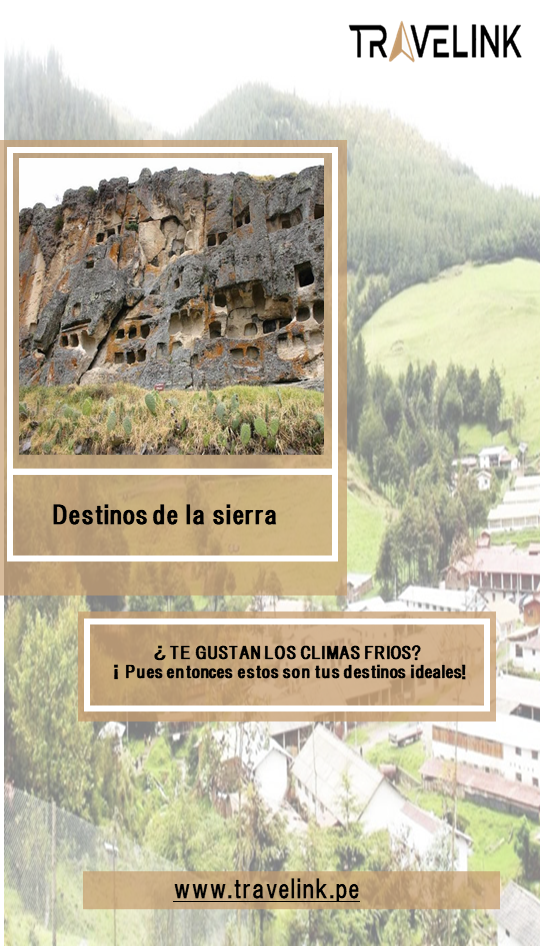 TRAVELINK
Destinos de la sierra
¿ TE GUSTAN LOS CLIMAS FRIOS?
¡ Pues entonces estos son tus destinos ideales!
www.travelink.pe